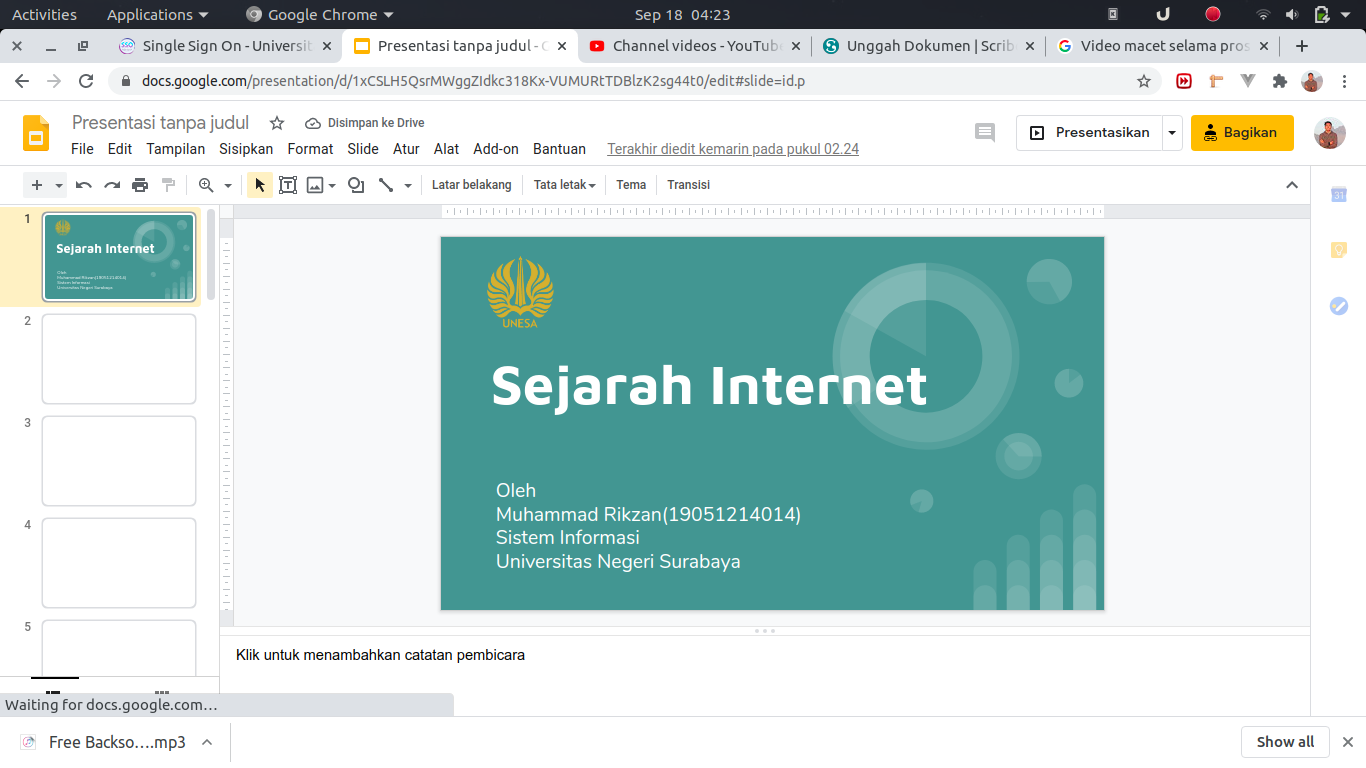 Activities
Applications
Google Chrome
Sep 18 04:23
Single Sign On - Universit
Presentasi tanpa judul -
Channel videos - YouTube
Unggah Dokumen | Scrib
Video macet selama pros
docs.google.com/presentation/d/1xCSLH5QsrMWggZIdkc318Kx-VUMURtTDBlzK2sg44t0/edit#slide=id.p
Presentasi tanpa judul
Disimpan ke Drive
File Edit Tampilan Sisipkan Format Slide Atur Alat Add-on Bantuan
Terakhir diedit kemarin pada pukul 02.24
Presentasikan
Bagikan
Latar belakang
Tata letak
Tema
Transisi
31
1
Sejarah Internet
Oleh
Muhammad Rikzan(19051214014)
Sistem Informasi
Universitas Negeri Surabaya
2
3
4
5
UNESA
Sejarah Internet
Oleh
Muhammad Rikzan(19051214014)
Sistem Informasi
Universitas Negeri Surabaya
Klik untuk menambahkan catatan pembicara
Waiting for docs.google.com…
Free Backso….mp3
Show all